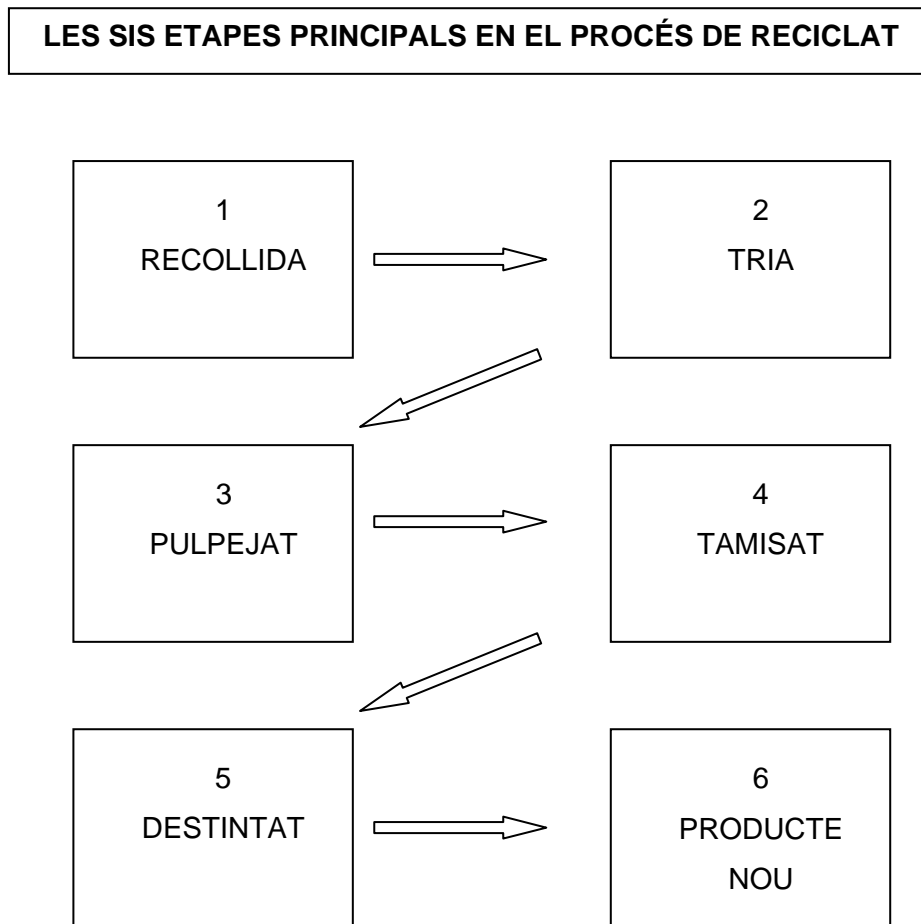 LES SIS ETAPES PRINCIPALS EN EL PROCÉS DE RECICLAT
1
RECOLLIDA
2
TRIA
3
PULPEJAT
4
TAMISAT
5
DESTINTAT
6
PRODUCTE
NOU